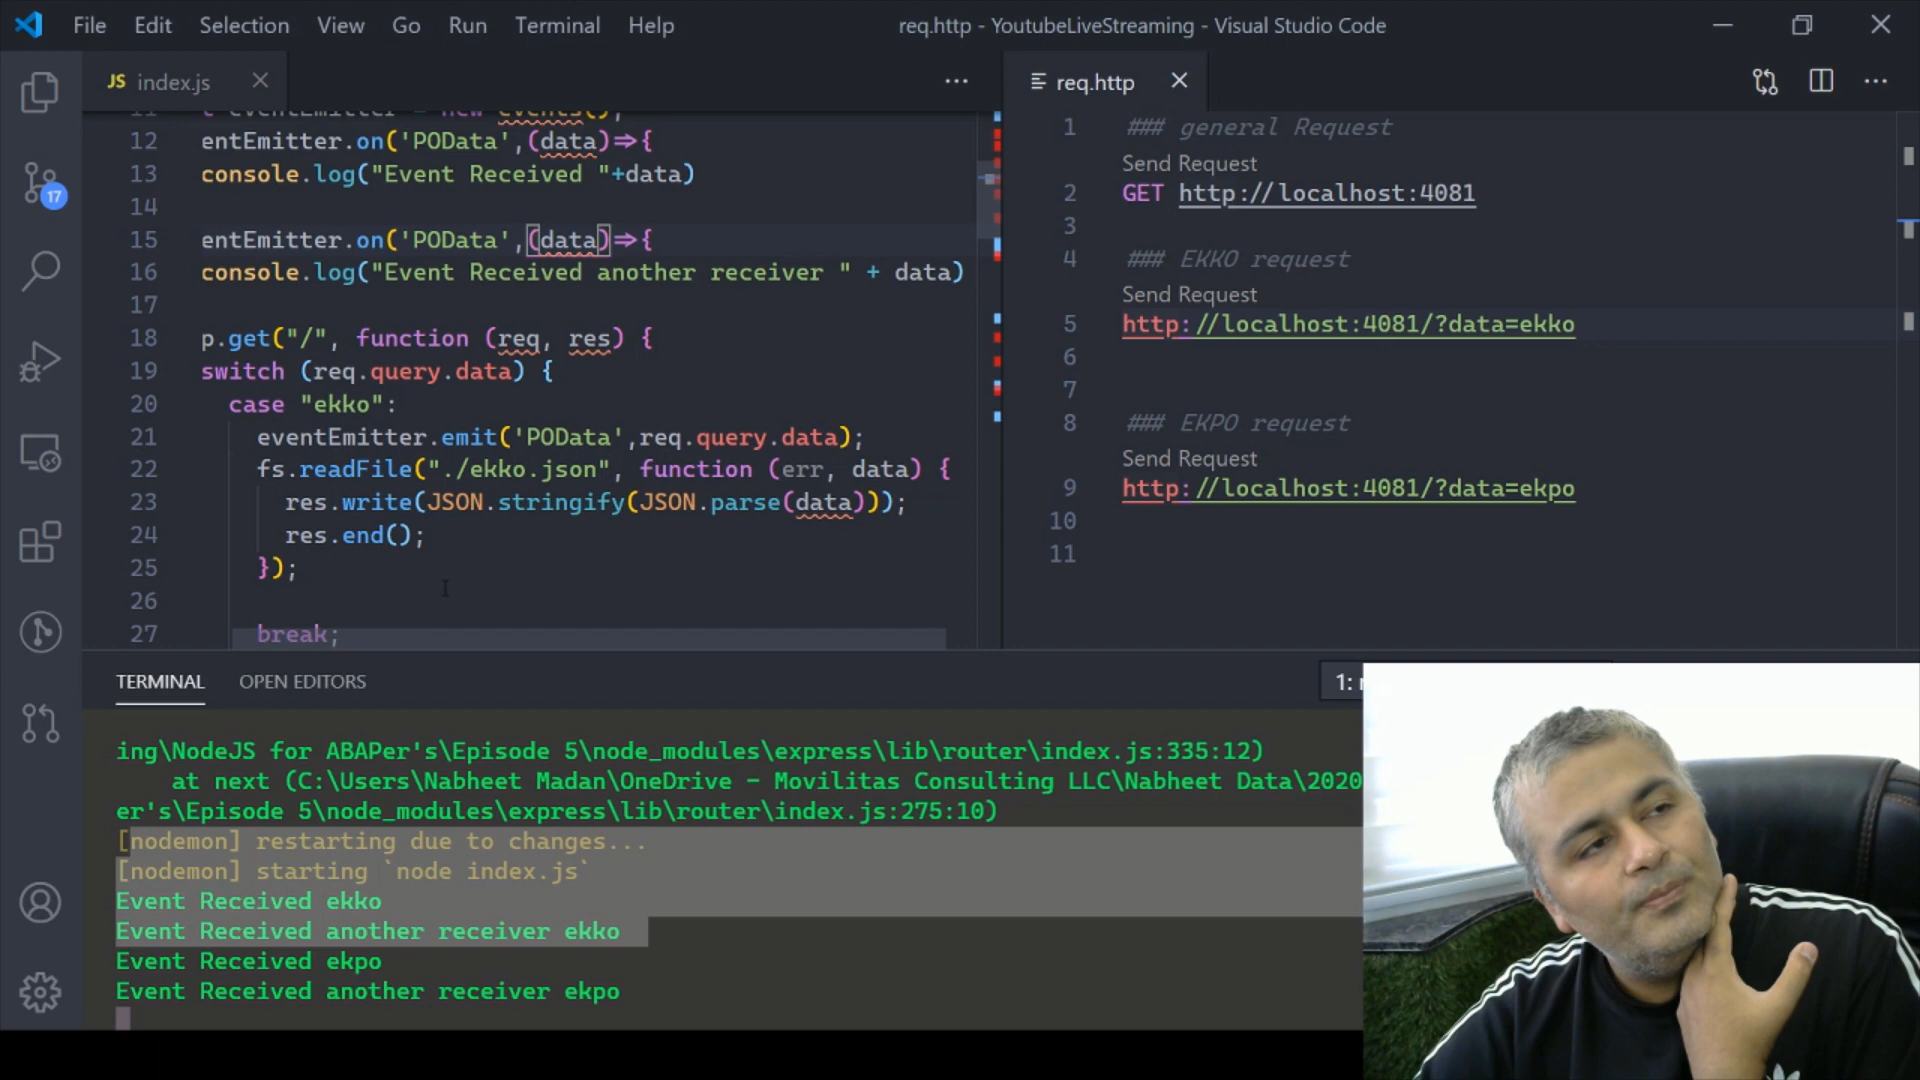 File Edit Selection View Go Run Terminal Help
req.http - YoutubeLiveStreaming - Visual Studio Code
JS index.js
12 entEmitter.on('POData',(data)=>{
13 console.log("Event Received "+data)
14
15 entEmitter.on('POData',(data)=>{
16 console.log("Event Received another receiver " + data)
17
18 p.get("/", function (req, res) {
19 switch (req.query.data) {
20 case "ekko":
21 eventEmitter.emit('POData',req.query.data);
22 fs.readFile("./ekko.json", function (err, data) {
23 res.write(JSON.stringify(JSON.parse(data)));
24 res.end();
25 });
26
27 break;
req.http
1 ### general Request
Send Request
2 GET http://localhost:4081
3
4 ### EKKO request
Send Request
5 http://localhost:4081/?data=ekko
6
7
8 ### EKPO request
Send Request
9 http://localhost:4081/?data=ekpo
10
11
17
TERMINAL OPEN EDITORS
1:
ing\NodeJS for ABAPer's\Episode 5\node_modules\express\lib\router\index.js:335:12)
at next (C:\Users\Nabheet Madan\OneDrive - Movilitas Consulting LLC\Nabheet Data\2020
er's\Episode 5\node_modules\express\lib\router\index.js:275:10)
[nodemon] restarting due to changes...
[nodemon] starting `node index.js`
Event Received ekko
Event Received another receiver ekko
Event Received ekpo
Event Received another receiver ekpo